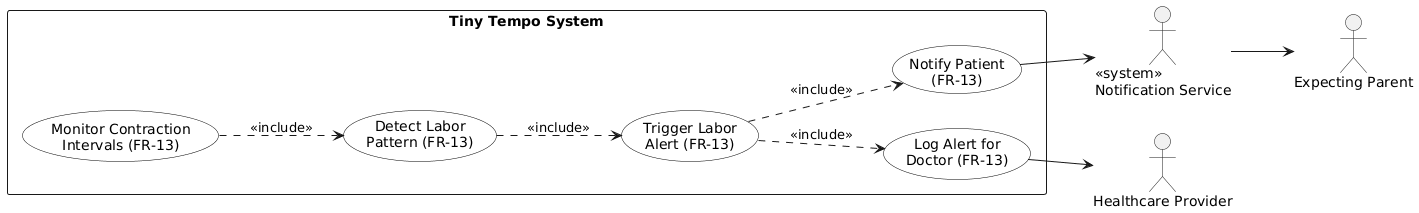 Tiny Tempo System
Monitor Contraction
Intervals (FR-13)
«include»
Detect Labor
Pattern (FR-13)
«include»
Trigger Labor
Alert (FR-13)
«include»
«include»
Notify Patient
(FR-13)
Log Alert for
Doctor (FR-13)
«system»
Notification Service
Expecting Parent
Healthcare Provider